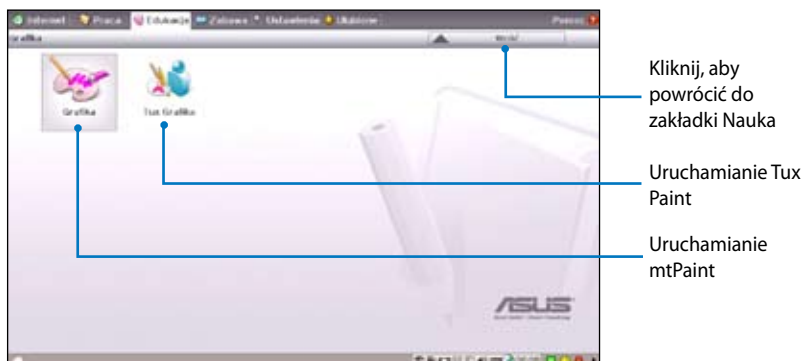 Internet Praca Edukacja Zabawa Ustawienia Ulubione Pomoc
Grafika Wróć
Grafika Tux Grafika
Kliknij, aby
powrócić do
zakładki Nauka
Uruchamianie Tux
Paint
Uruchamianie
mtPaint
ASUS